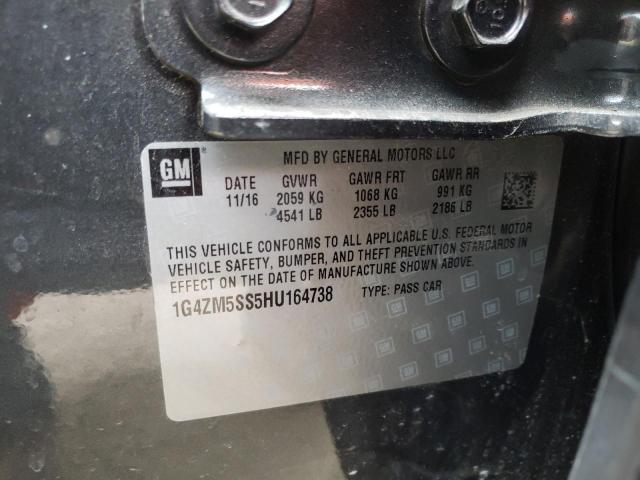 GM
MFD BY GENERAL MOTORS LLC
DATE GVWR GAWR FRT GAWR RR
11/16 2059 KG 1068 KG 991 KG
4541 LB 2355 LB 2186 LB
THIS VEHICLE CONFORMS TO ALL APPLICABLE U.S. FEDERAL MOTOR
VEHICLE SAFETY, BUMPER, AND THEFT PREVENTION STANDARDS IN
EFFECT ON THE DATE OF MANUFACTURE SHOWN ABOVE.
1G4ZM5SS5HU164738 TYPE: PASS CAR